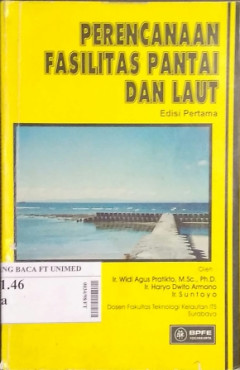 PERENCANAAN
FASILITAS PANTAI
DAN LAUT
Edisi Pertama
Oleh
Ir. Widi Agus Pratikto, M.Sc., Ph.D.
Ir. Haryo Dwito Armono
Ir. Suntoyo
Dosen Fakultas Teknologi Kelautan ITS
Surabaya
NG BACA FT UNIMED
1.46
a
BPFE
YOGYAKARTA